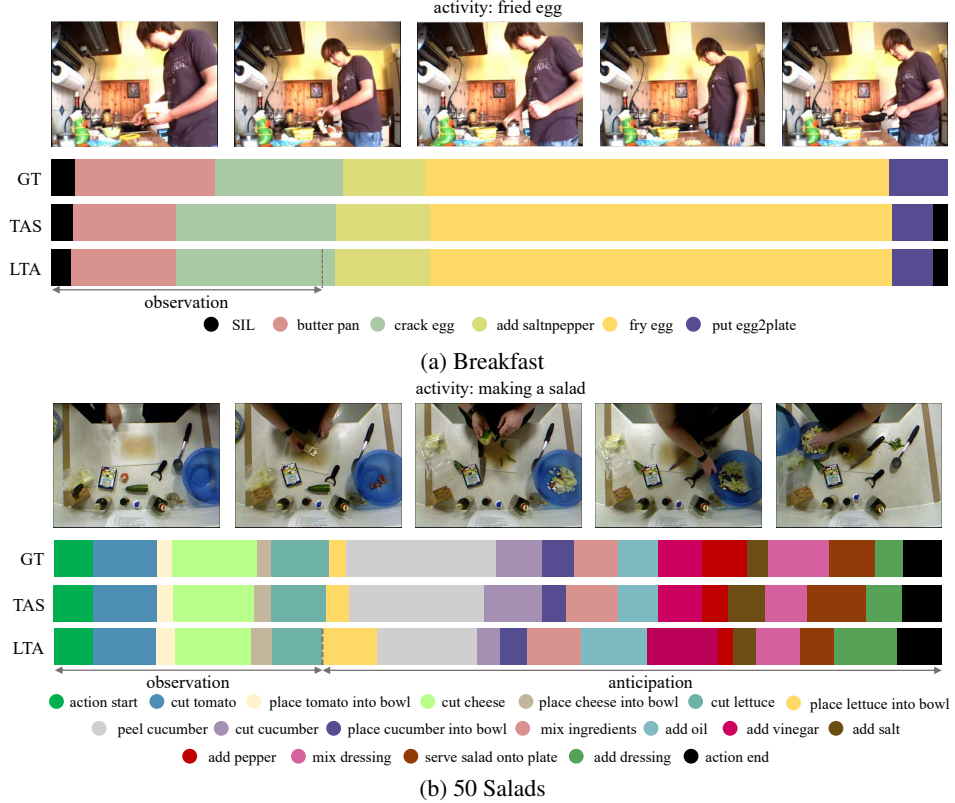 activity: fried egg
GT
TAS
LTA
observation
SIL butter pan crack egg add saltnpepper fry egg put egg2plate
(a) Breakfast
activity: making a salad
GT
TAS
LTA
observation anticipation
action start cut tomato place tomato into bowl cut cheese place cheese into bowl cut lettuce place lettuce into bowl
peel cucumber cut cucumber place cucumber into bowl mix ingredients add oil add vinegar add salt
add pepper mix dressing serve salad onto plate add dressing action end
(b) 50 Salads